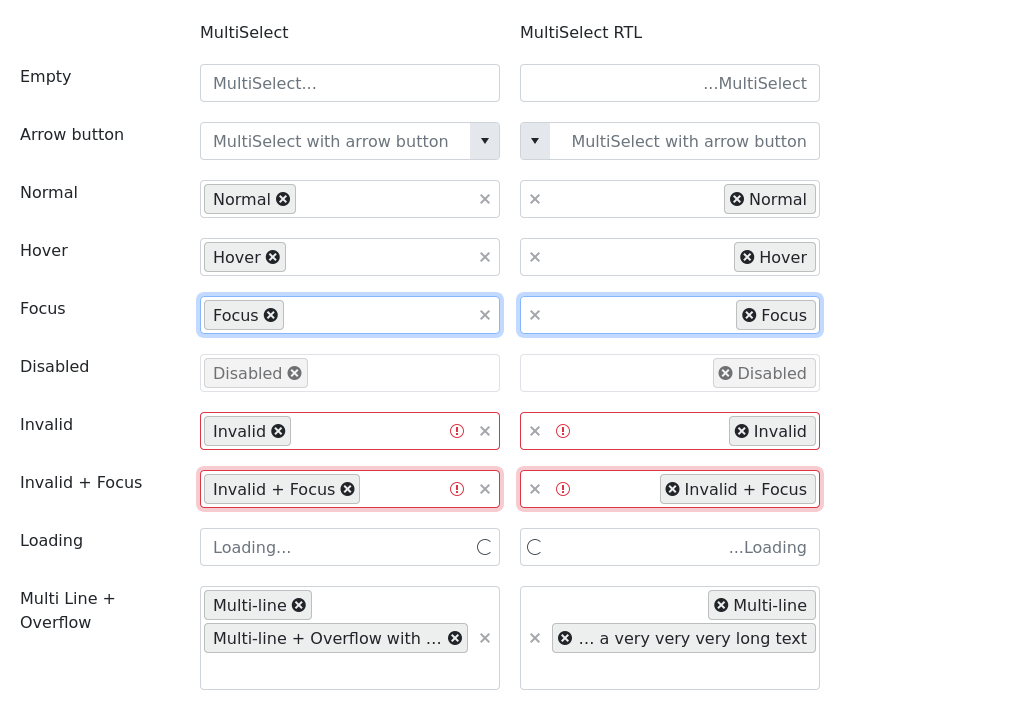 MultiSelect MultiSelect RTL
Empty MultiSelect... ...MultiSelect
Arrow button MultiSelect with arrow button MultiSelect with arrow button
Normal Normal Normal
Hover Hover Hover
Focus Focus Focus
Disabled Disabled Disabled
Invalid Invalid Invalid
Invalid + Focus Invalid + Focus Invalid + Focus
Loading Loading... ...Loading
Multi Line + Multi-line Multi-line
Overflow Multi-line + Overflow with ... ... a very very very long text